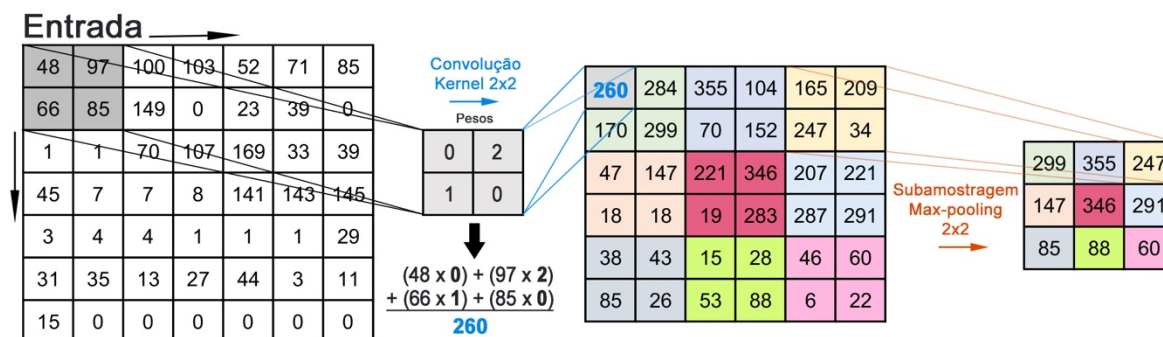 Entrada
48 97 100 103 52 71 85
66 85 149 0 23 39 0
1 1 70 107 169 33 39
45 7 7 8 141 143 145
3 4 4 1 1 1 29
31 35 13 27 44 3 11
15 0 0 0 0 0 0
Convolução
Kernel 2x2
Pesos
0 2
1 0
(48 x 0) + (97 x 2)
+ (66 x 1) + (85 x 0)
260
260 284 355 104 165 209
170 299 70 152 247 34
47 147 221 346 207 221
18 18 19 283 287 291
38 43 15 28 46 60
85 26 53 88 6 22
Subamostragem
Max-pooling
2x2
299 355 247
147 346 291
85 88 60